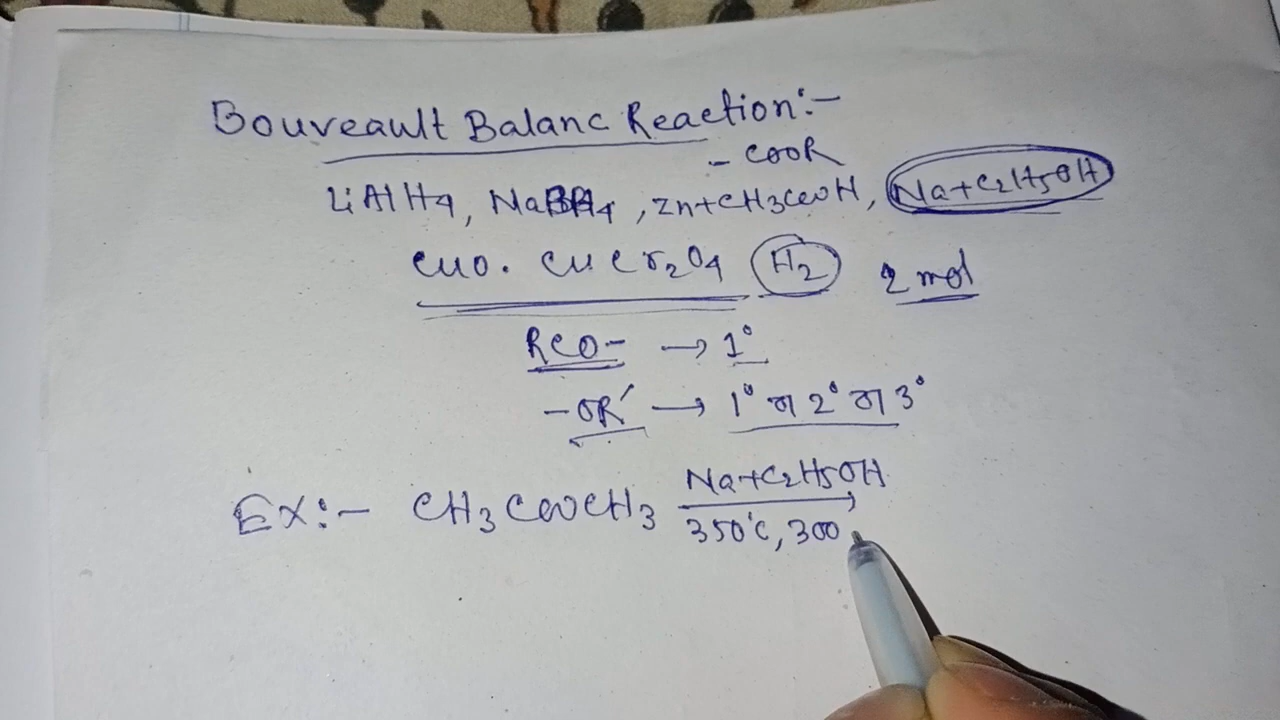 Bouveault Balanc Reaction:-
- COOR
LiAlH4, NaBH4, Zn+CH3COOH, Na+C2H5OH
CuO. CuCr2O4 H2 2 mol
RCO- → 1°
-OR' → 1° या 2° या 3°
Ex:- CH3COOCH3 Na+C2H5OH
350°C, 300